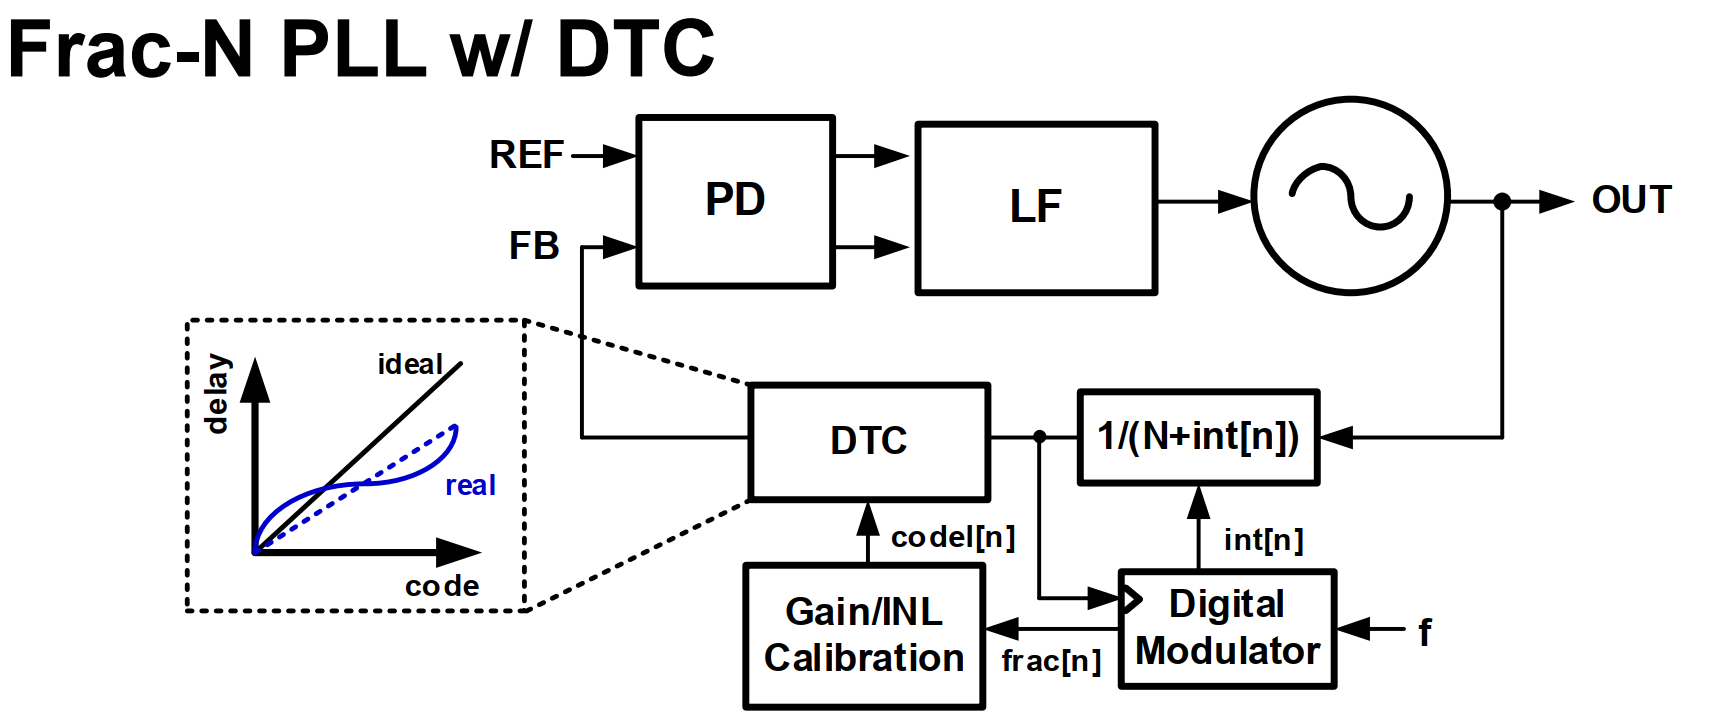 Frac-N PLL w/ DTC
REF
FB
PD
LF
OUT
delay
ideal
real
code
DTC
1/(N+int[n])
codel[n]
int[n]
Gain/INL
Calibration
frac[n]
Digital
Modulator
f